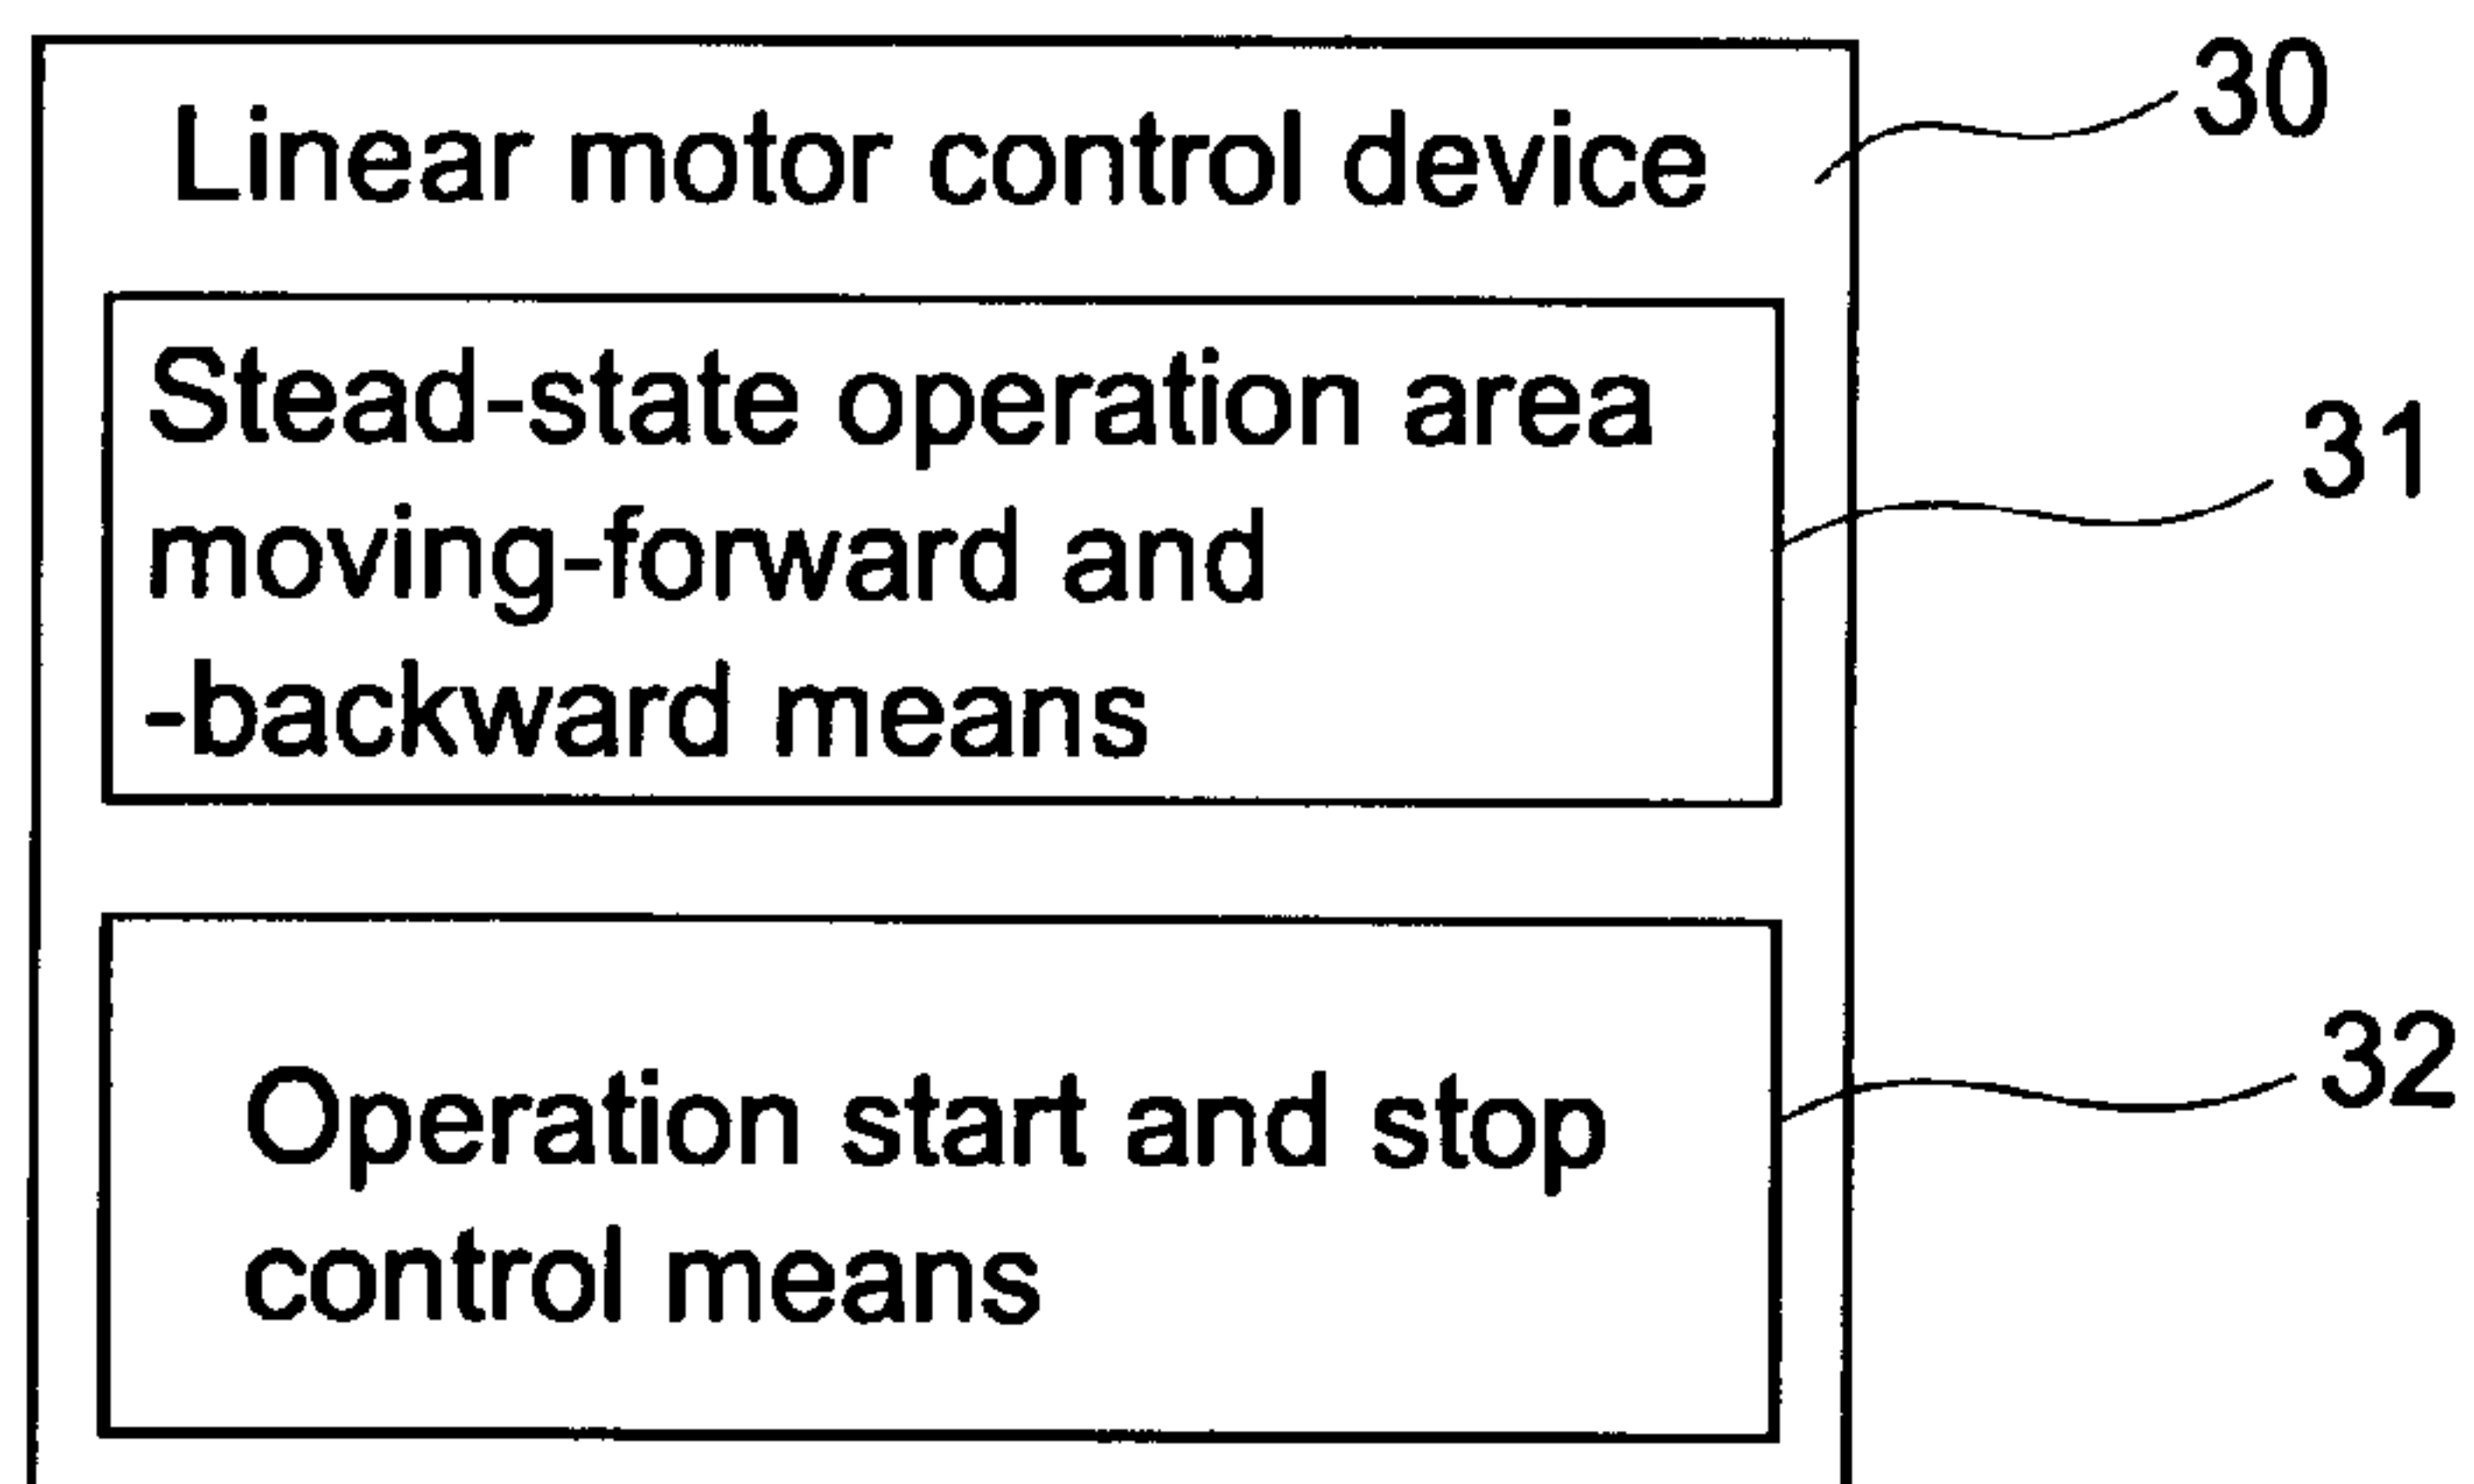 Linear motor control device
30
Stead-state operation area
moving-forward and
-backward means
31
Operation start and stop
control means
32